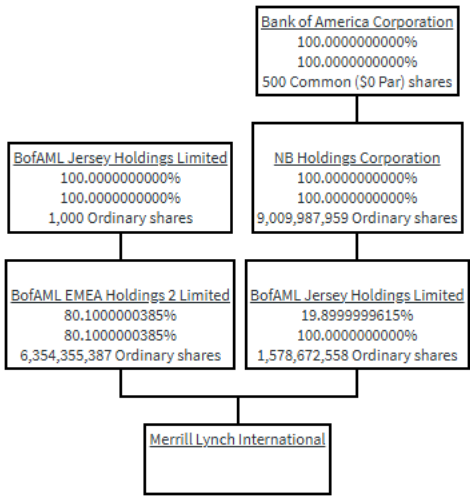 Bank of America Corporation
100.0000000000%
100.0000000000%
500 Common ($0 Par) shares
BofAML Jersey Holdings Limited
100.0000000000%
100.0000000000%
1,000 Ordinary shares
NB Holdings Corporation
100.0000000000%
100.0000000000%
9,009,987,959 Ordinary shares
BofAML EMEA Holdings 2 Limited
80.1000000385%
80.1000000385%
6,354,355,387 Ordinary shares
BofAML Jersey Holdings Limited
19.8999999615%
100.0000000000%
1,578,672,558 Ordinary shares
Merrill Lynch International